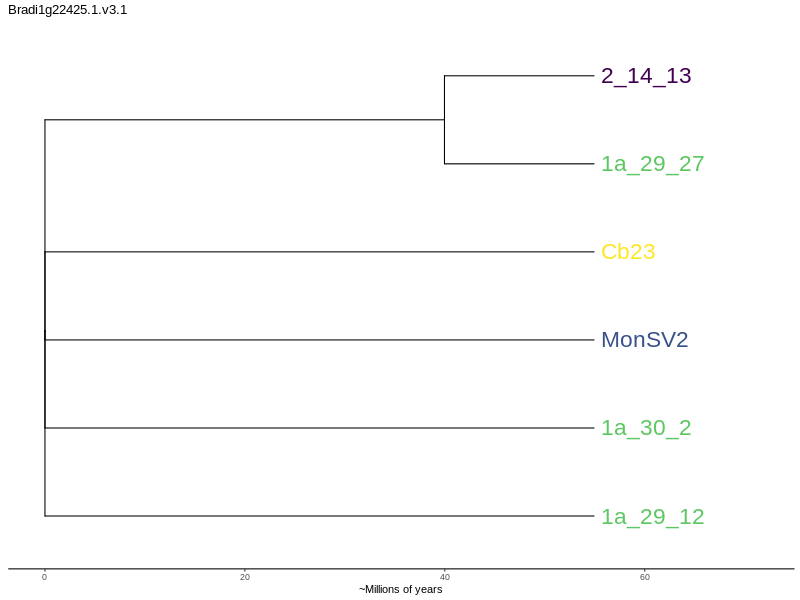 Bradi1g22425.1.v3.1
2_14_13
1a_29_27
Cb23
MonSV2
1a_30_2
1a_29_12
0 20 40 60
~Millions of years